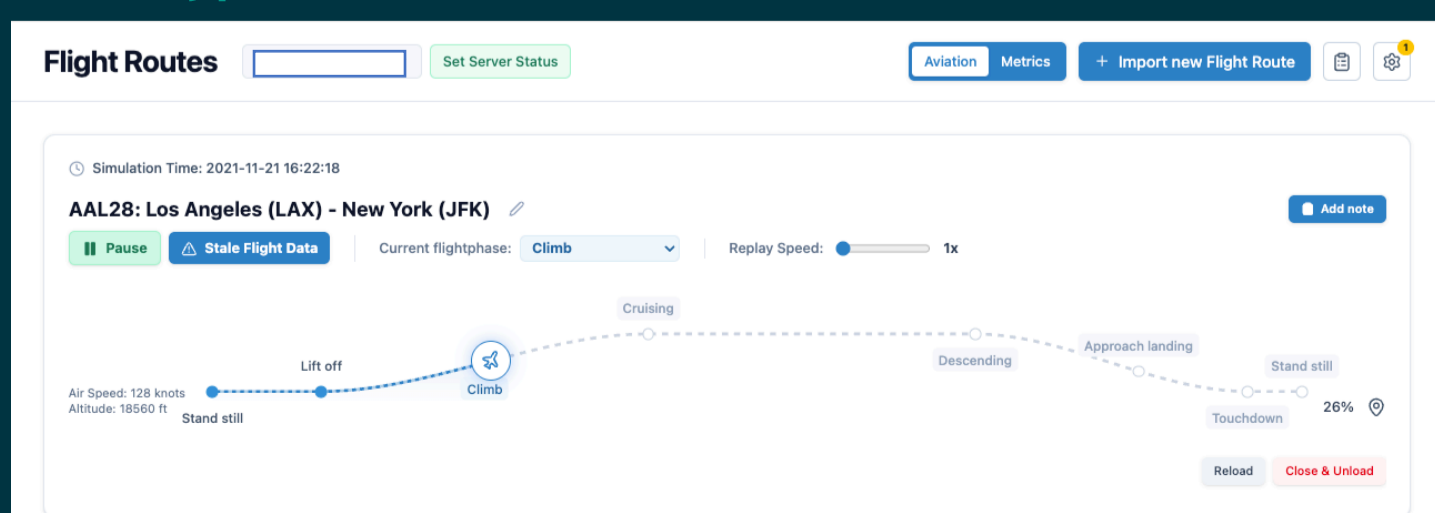 Flight Routes
Set Server Status
Aviation
Metrics
+ Import new Flight Route
1
Simulation Time: 2021-11-21 16:22:18
AAL28: Los Angeles (LAX) - New York (JFK)
Add note
Pause
Stale Flight Data
Current flightphase:
Climb
Replay Speed:
1x
Cruising
Lift off
Climb
Descending
Approach landing
Stand still
Air Speed: 128 knots
Altitude: 18560 ft
Stand still
Touchdown
26%
Reload
Close & Unload